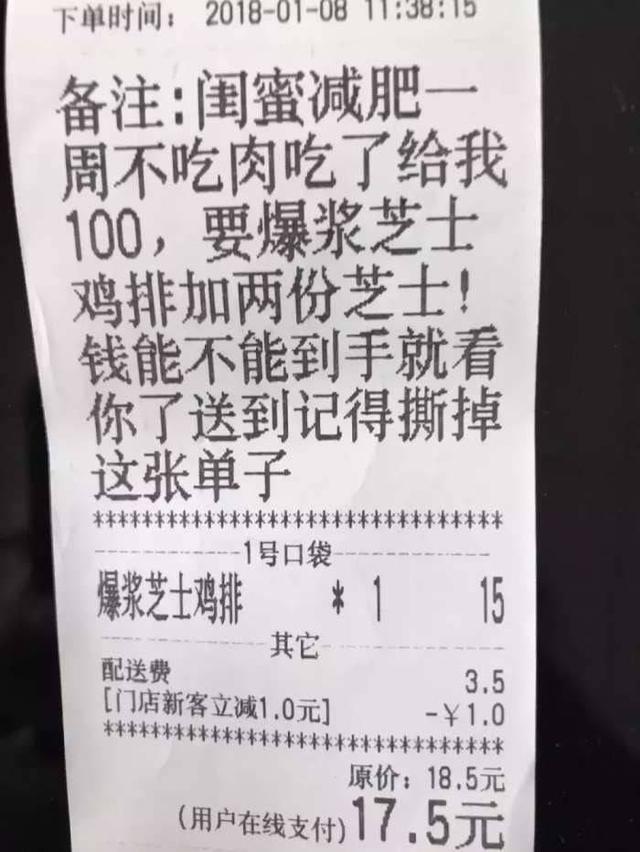 下单时间： 2018-01-08 11:38:15
备注:闺蜜减肥一
周不吃肉吃了给我
100，要爆浆芝士
鸡排加两份芝士!
钱能不能到手就看
你了送到记得撕掉
这张单子
********************************
1号口袋
爆浆芝士鸡排 * 1 15
其它
配送费 3.5
[门店新客立减1.0元] -￥1.0
********************************
原价: 18.5元
(用户在线支付)17.5元